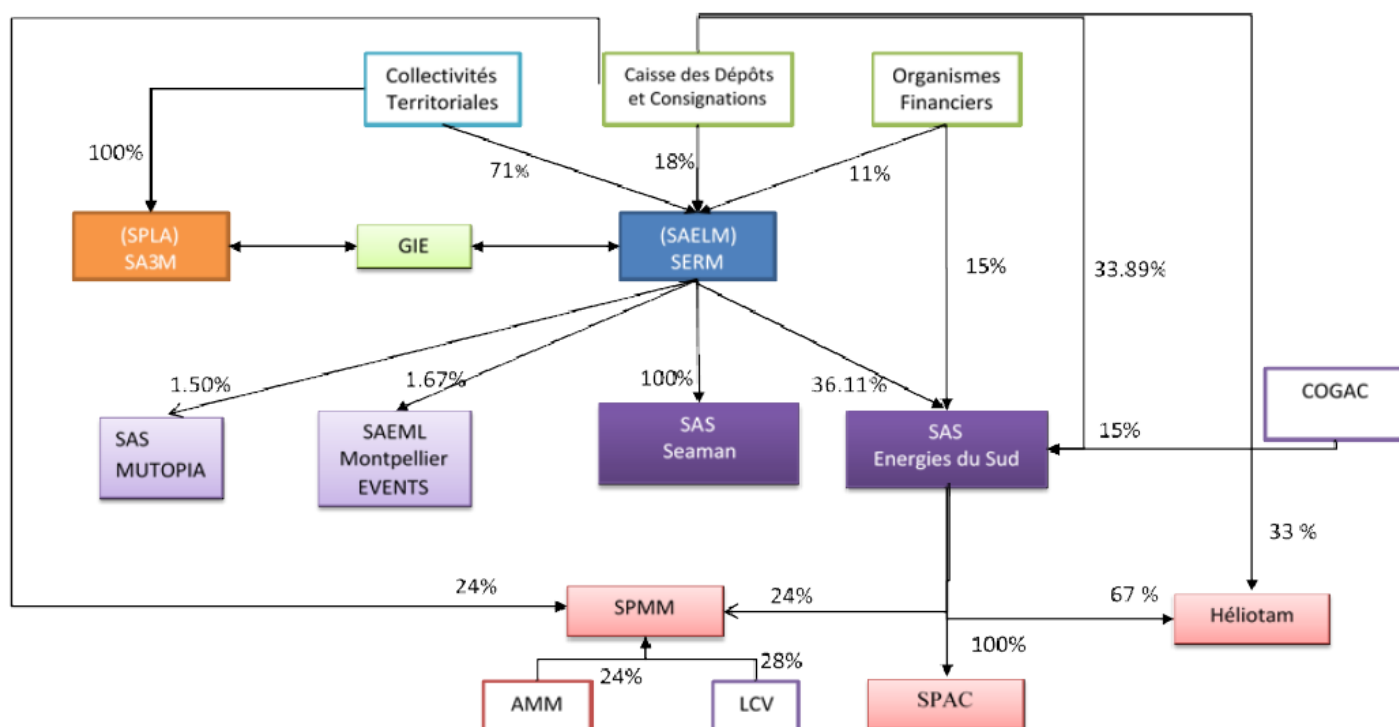 Collectivités
Territoriales
Caisse des Dépôts
et Consignations
Organismes
Financiers
100%
71%
18%
11%
(SPLA)
SA3M
GIE
(SAELM)
SERM
15%
33.89%
1.50%
1.67%
100%
36.11%
COGAC
SAS
MUTOPIA
SAEML
Montpellier
EVENTS
SAS
Seaman
SAS
Energies du Sud
15%
33 %
24%
SPMM
24%
67 %
Héliotam
100%
24%
28%
AMM
LCV
SPAC